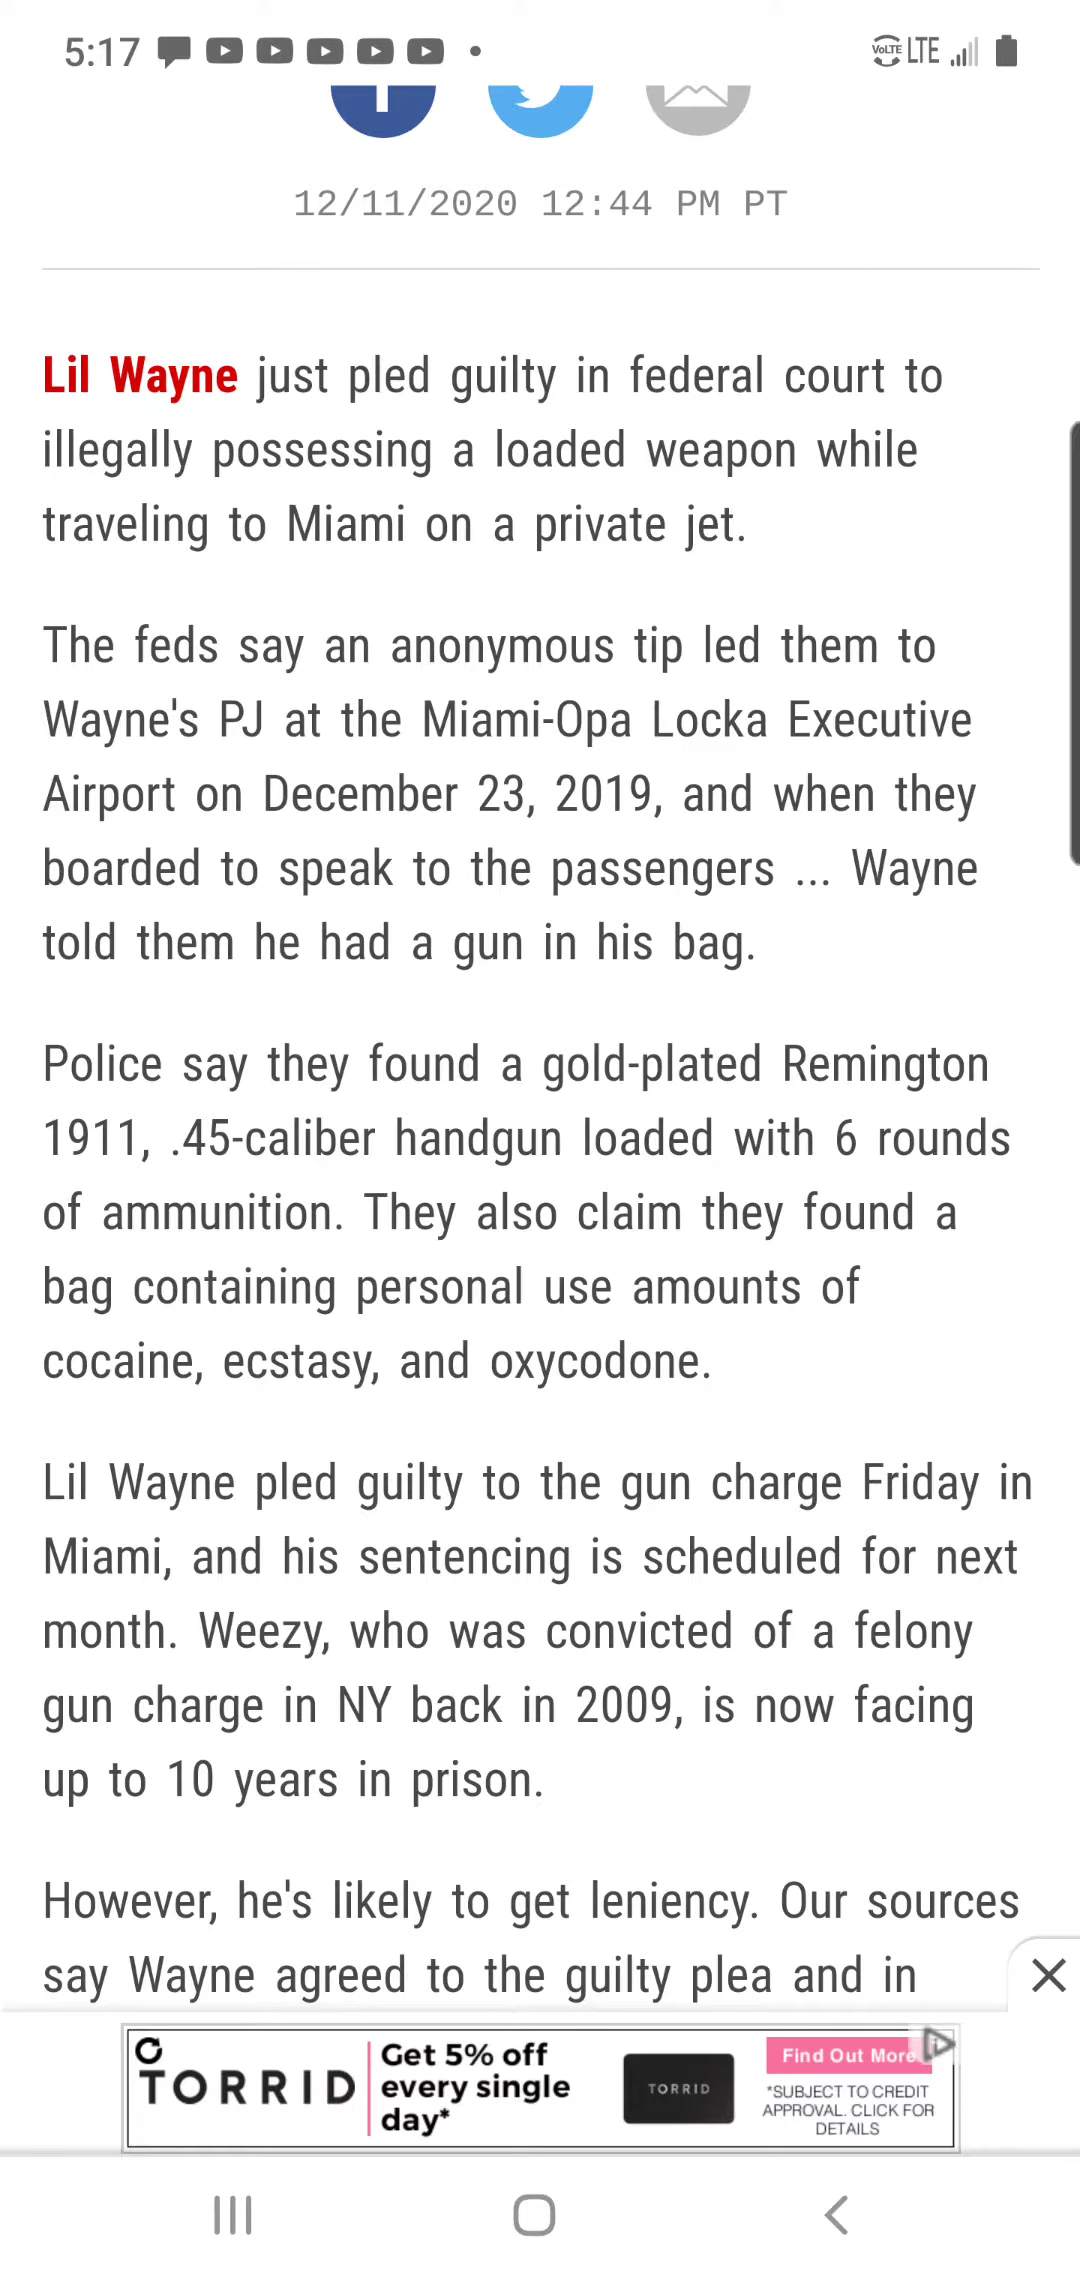 5:17
VoLTE LTE
12/11/2020 12:44 PM PT
Lil Wayne just pled guilty in federal court to
illegally possessing a loaded weapon while
traveling to Miami on a private jet.
The feds say an anonymous tip led them to
Wayne's PJ at the Miami-Opa Locka Executive
Airport on December 23, 2019, and when they
boarded to speak to the passengers ... Wayne
told them he had a gun in his bag.
Police say they found a gold-plated Remington
1911, .45-caliber handgun loaded with 6 rounds
of ammunition. They also claim they found a
bag containing personal use amounts of
cocaine, ecstasy, and oxycodone.
Lil Wayne pled guilty to the gun charge Friday in
Miami, and his sentencing is scheduled for next
month. Weezy, who was convicted of a felony
gun charge in NY back in 2009, is now facing
up to 10 years in prison.
However, he's likely to get leniency. Our sources
say Wayne agreed to the guilty plea and in
TORRID
Get 5% off
every single
day*
TORRID
Find Out More
*SUBJECT TO CREDIT
APPROVAL. CLICK FOR
DETAILS